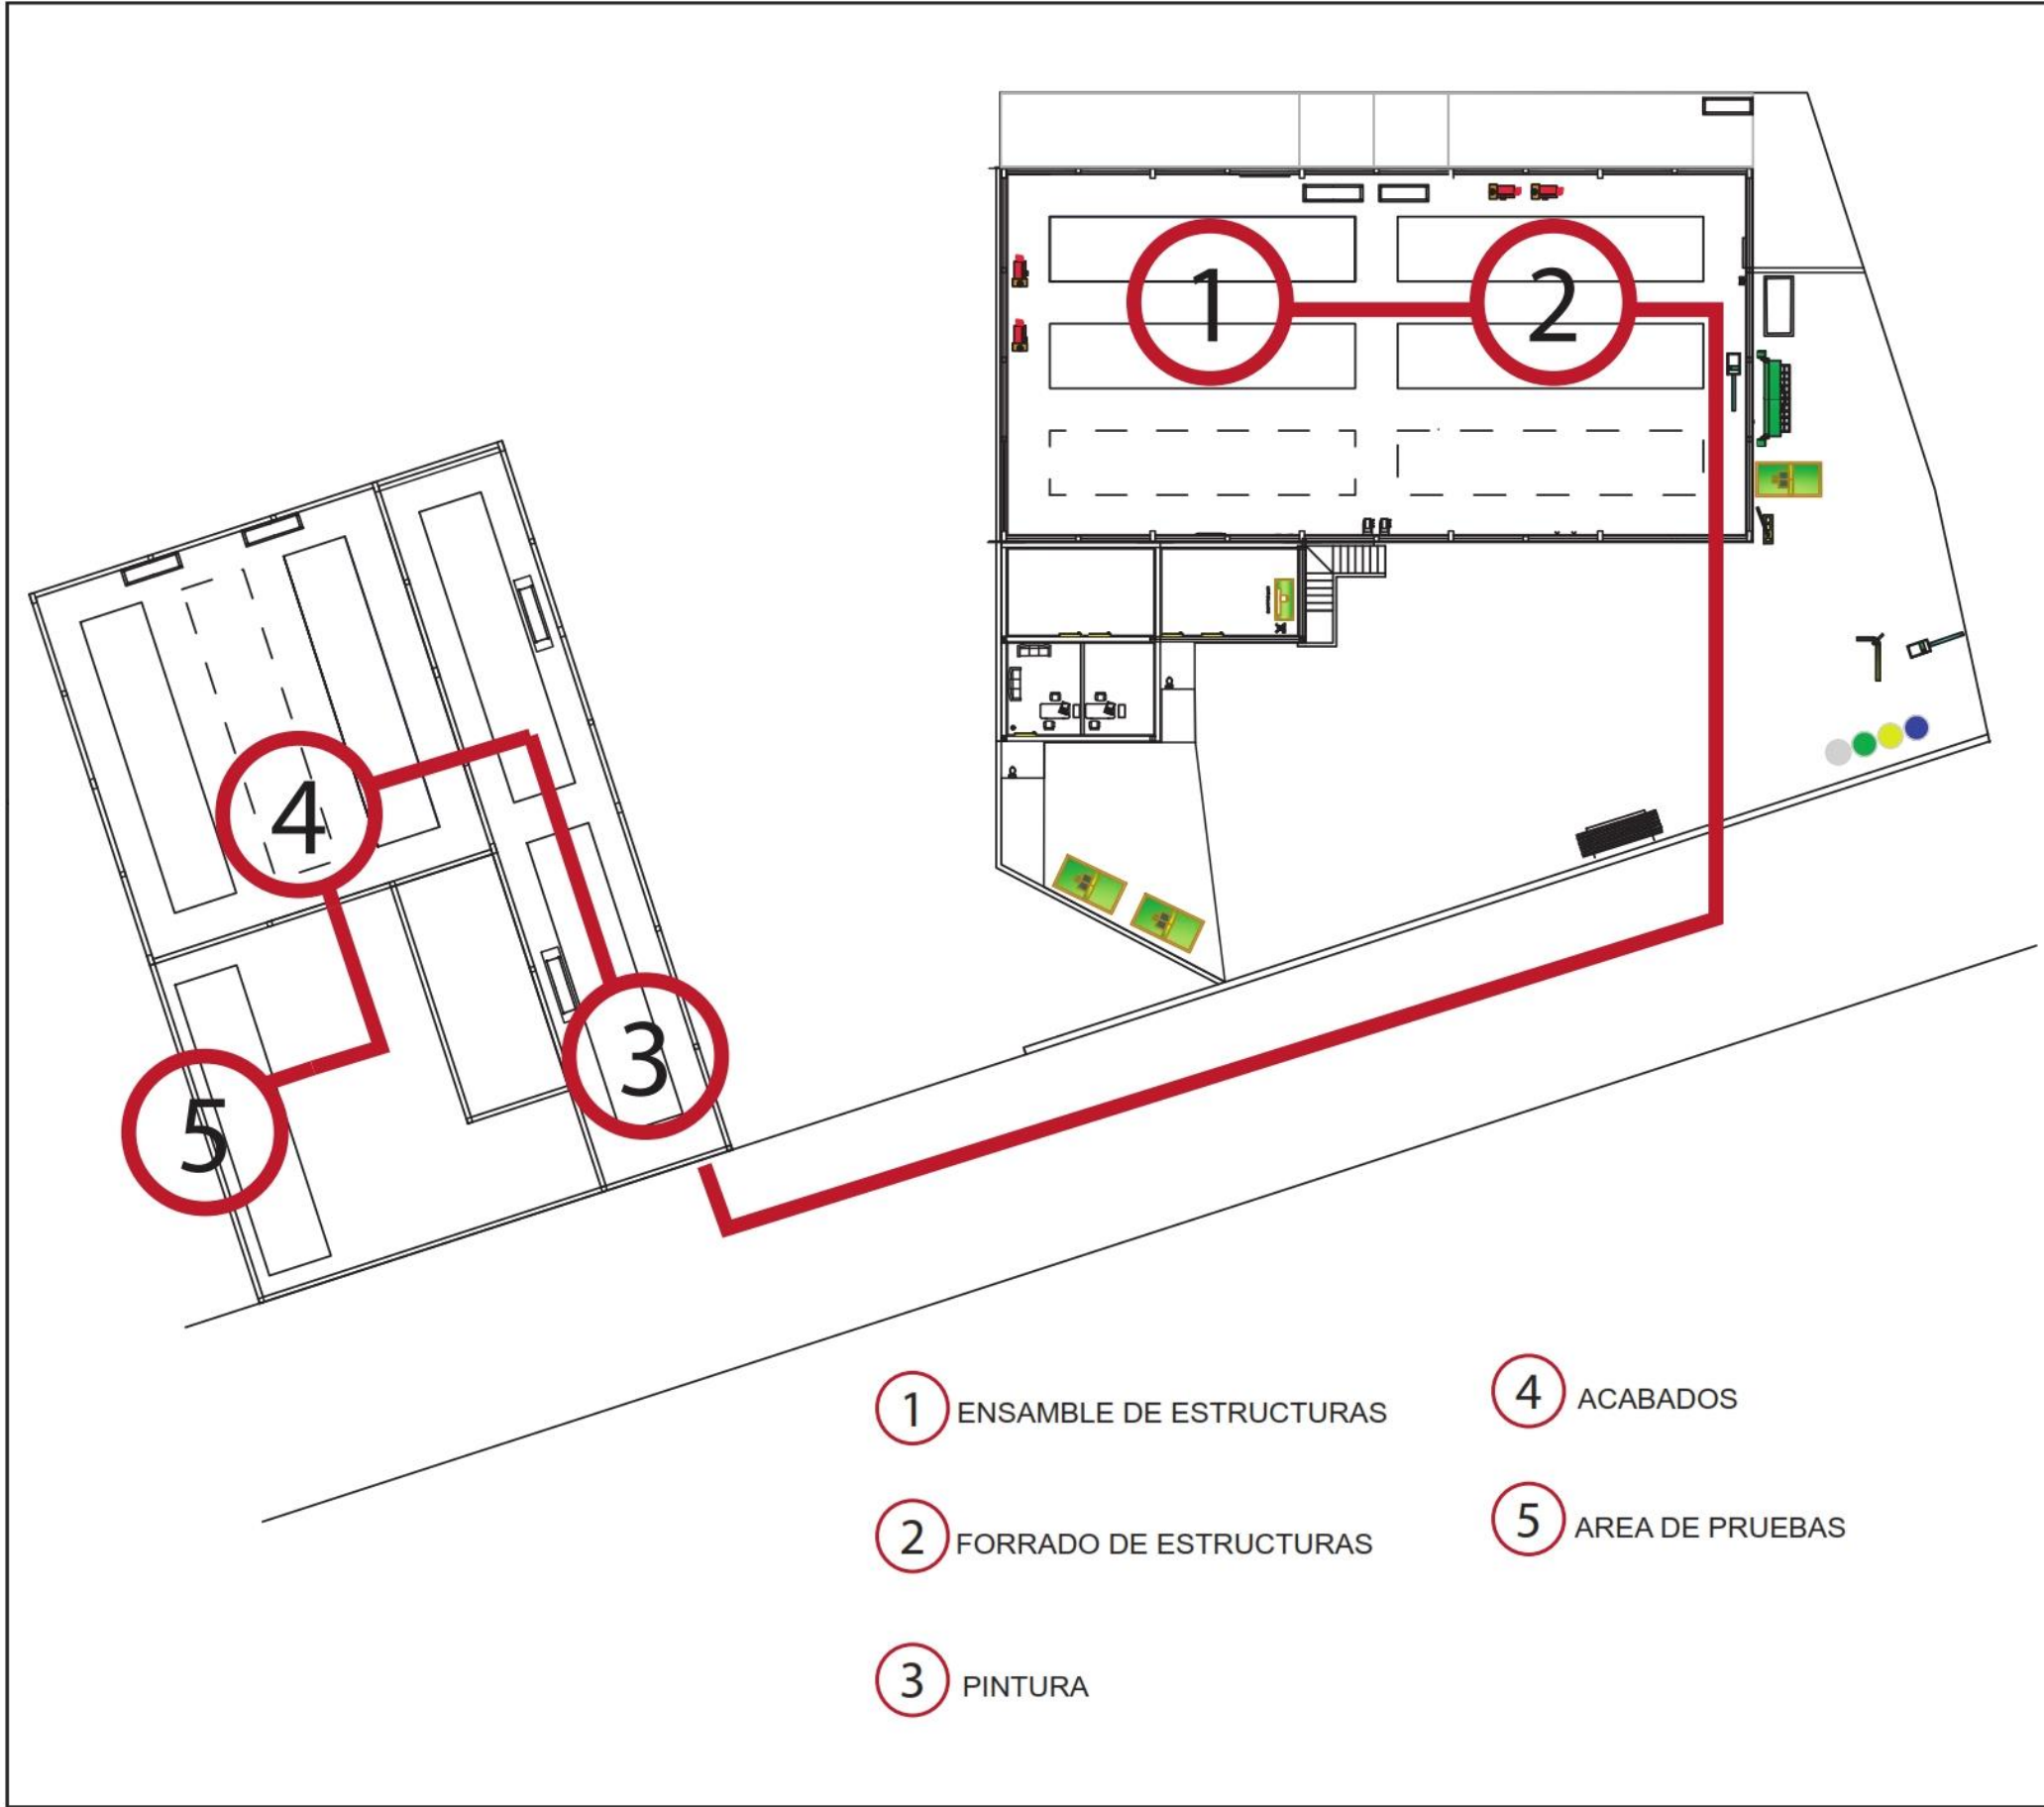 1
2
4
3
5
1 ENSAMBLE DE ESTRUCTURAS
4 ACABADOS
2 FORRADO DE ESTRUCTURAS
5 AREA DE PRUEBAS
3 PINTURA